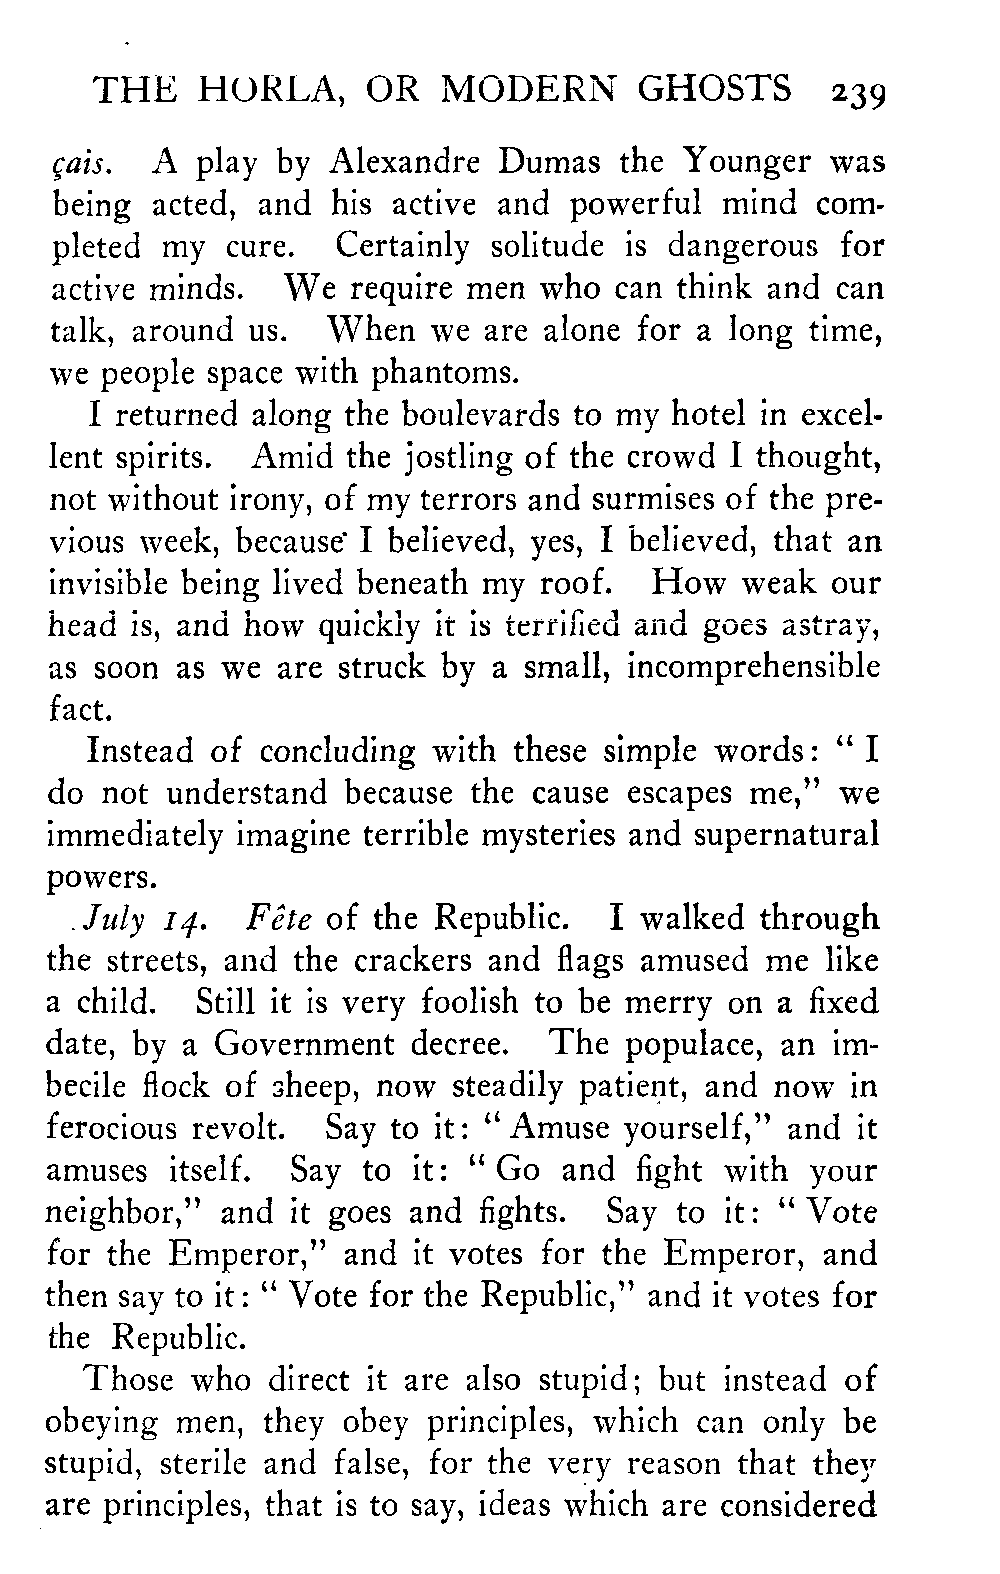 THE HORLA, OR MODERN GHOSTS 239
çais. A play by Alexandre Dumas the Younger was
being acted, and his active and powerful mind com-
pleted my cure. Certainly solitude is dangerous for
active minds. We require men who can think and can
talk, around us. When we are alone for a long time,
we people space with phantoms.
I returned along the boulevards to my hotel in excel-
lent spirits. Amid the jostling of the crowd I thought,
not without irony, of my terrors and surmises of the pre-
vious week, because I believed, yes, I believed, that an
invisible being lived beneath my roof. How weak our
head is, and how quickly it is terrified and goes astray,
as soon as we are struck by a small, incomprehensible
fact.
Instead of concluding with these simple words: “ I
do not understand because the cause escapes me,” we
immediately imagine terrible mysteries and supernatural
powers.
July 14. Fête of the Republic. I walked through
the streets, and the crackers and flags amused me like
a child. Still it is very foolish to be merry on a fixed
date, by a Government decree. The populace, an im-
becile flock of sheep, now steadily patient, and now in
ferocious revolt. Say to it: “ Amuse yourself,” and it
amuses itself. Say to it: “ Go and fight with your
neighbor,” and it goes and fights. Say to it: “ Vote
for the Emperor,” and it votes for the Emperor, and
then say to it: “ Vote for the Republic,” and it votes for
the Republic.
Those who direct it are also stupid; but instead of
obeying men, they obey principles, which can only be
stupid, sterile and false, for the very reason that they
are principles, that is to say, ideas which are considered